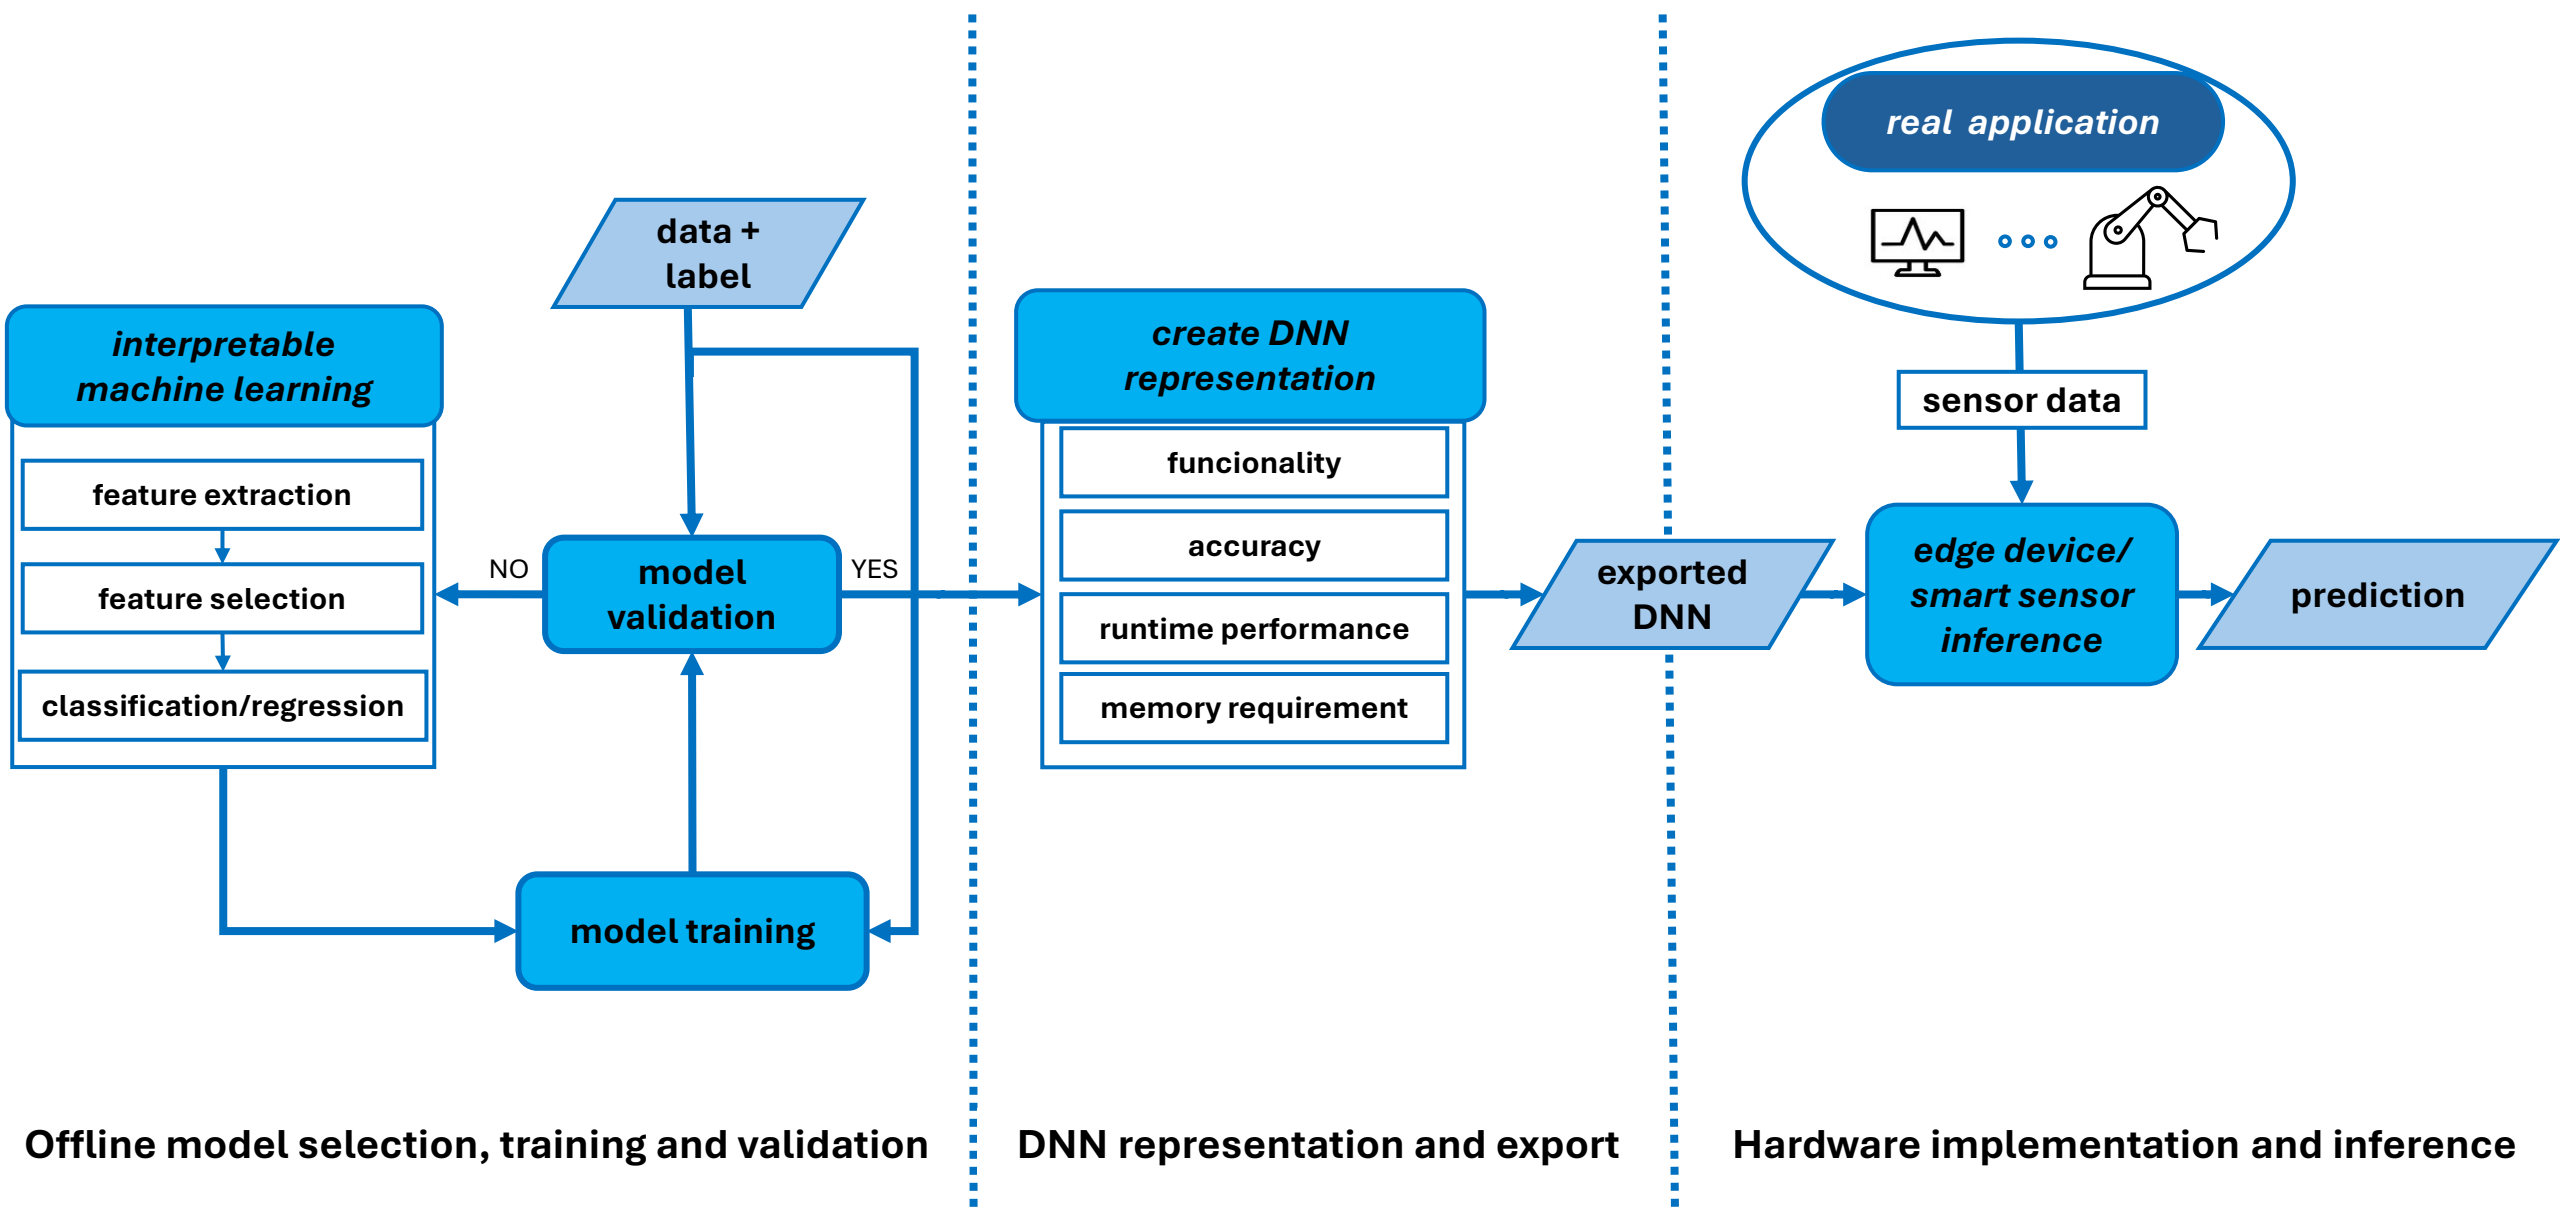 data +
label
interpretable
machine learning
feature extraction
feature selection
classification/regression
NO
model
validation
YES
model training
Offline model selection, training and validation
create DNN
representation
funcionality
accuracy
runtime performance
memory requirement
exported
DNN
DNN representation and export
real application
sensor data
edge device/
smart sensor
inference
prediction
Hardware implementation and inference